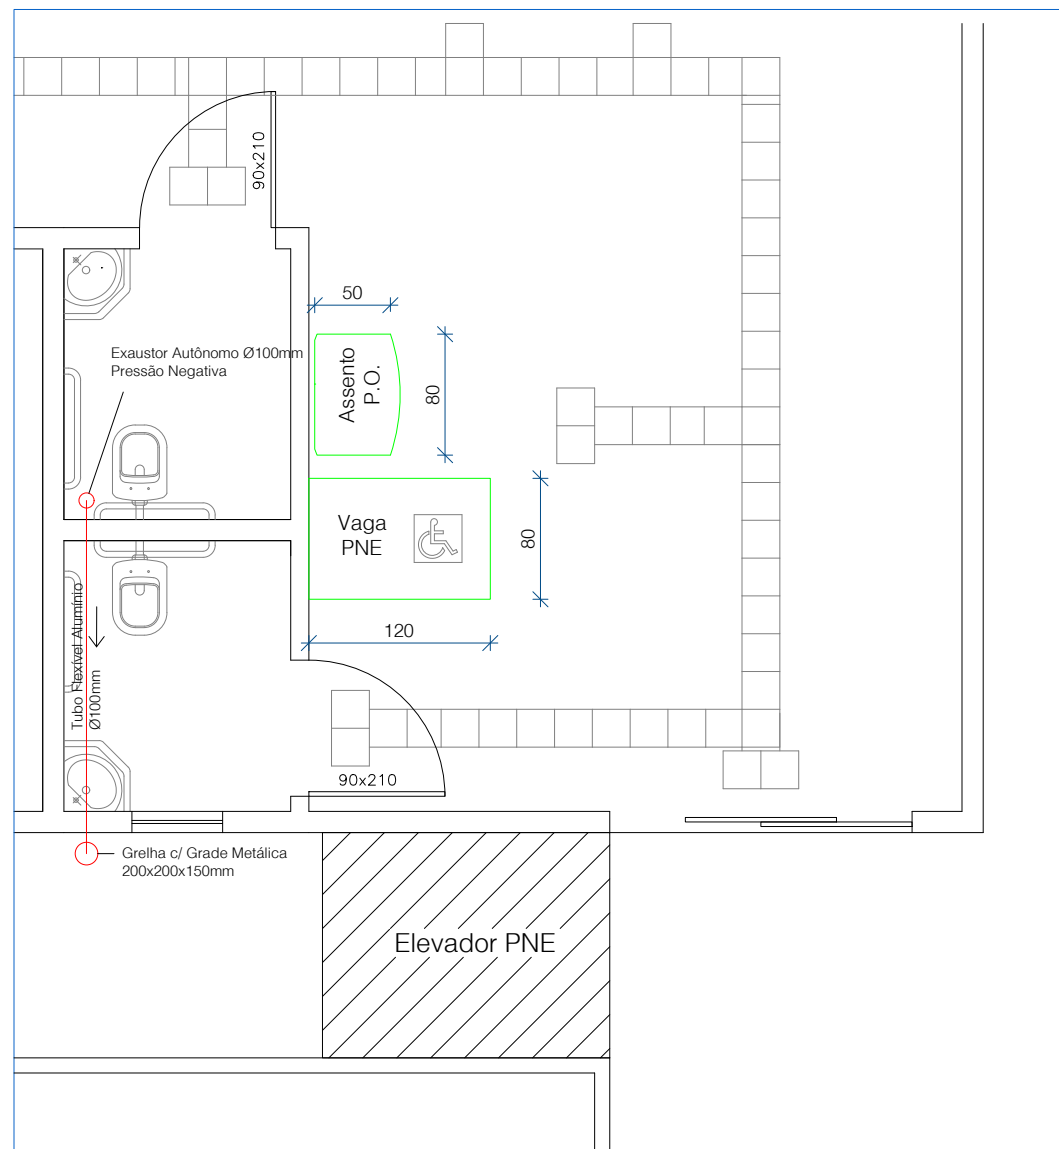 90x210
50
Exaustor Autônomo Ø100mm
Pressão Negativa
Assento
P.O.
80
Vaga
PNE
80
120
Tubo Flexível Alumínio
Ø100mm
90x210
Grelha c/ Grade Metálica
200x200x150mm
Elevador PNE